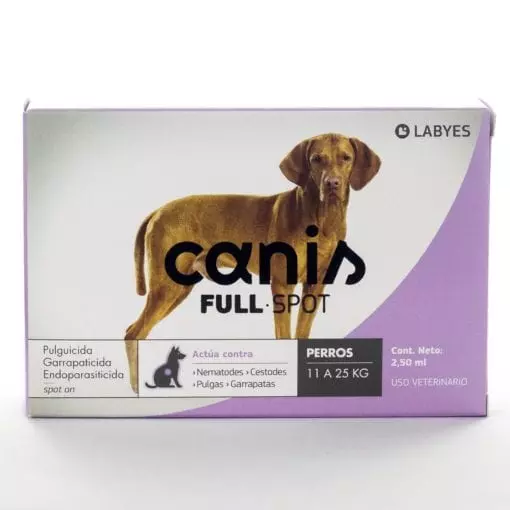 LABYES
canis
FULL·SPOT
Pulguicida
Garrapaticida
Endoparasiticida
spot on
Actúa contra
›Nematodes ›Cestodes
›Pulgas ›Garrapatas
PERROS
11 A 25 KG
Cont. Neto:
2,50 ml
USO VETERINARIO